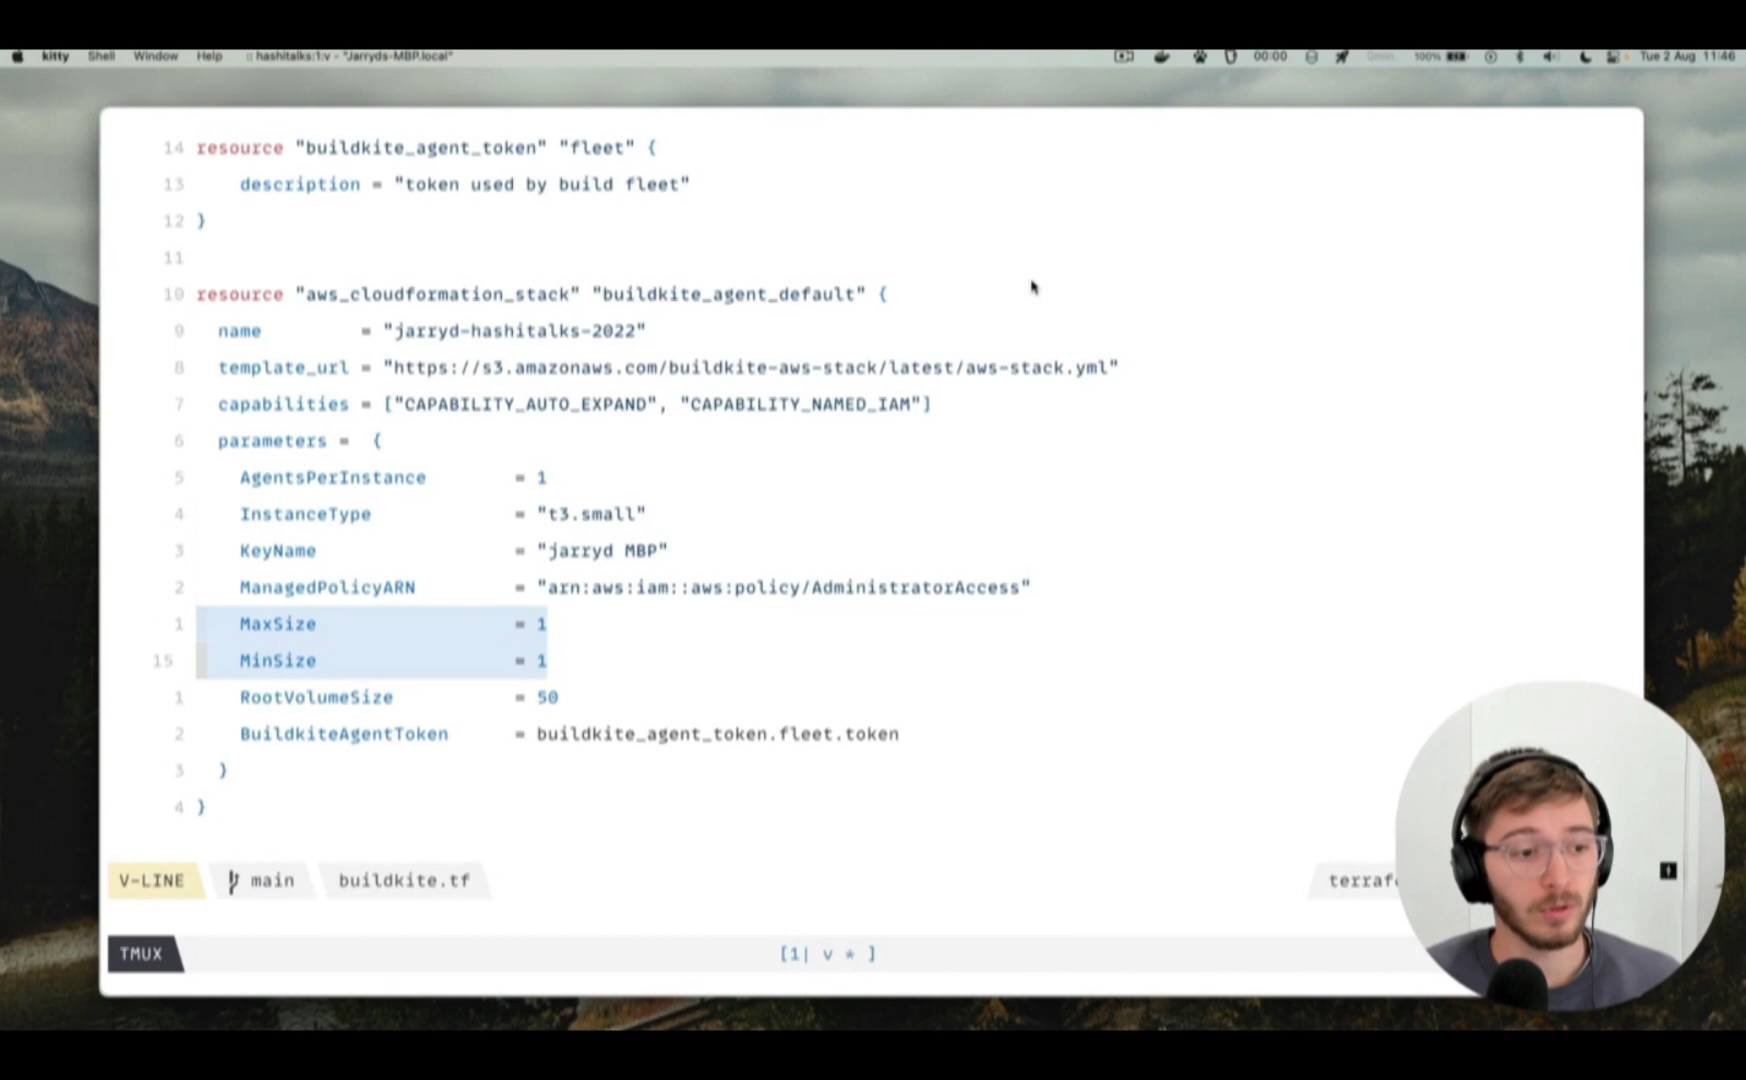 kitty Shell Window Help hashitalks:1:v - "Jarryds-MBP.local" 00:00 100% Tue 2 Aug 11:46
14 resource "buildkite_agent_token" "fleet" {
13 description = "token used by build fleet"
12 }
11
10 resource "aws_cloudformation_stack" "buildkite_agent_default" {
9 name = "jarryd-hashitalks-2022"
8 template_url = "https://s3.amazonaws.com/buildkite-aws-stack/latest/aws-stack.yml"
7 capabilities = ["CAPABILITY_AUTO_EXPAND", "CAPABILITY_NAMED_IAM"]
6 parameters = {
5 AgentsPerInstance = 1
4 InstanceType = "t3.small"
3 KeyName = "jarryd MBP"
2 ManagedPolicyARN = "arn:aws:iam::aws:policy/AdministratorAccess"
1 MaxSize = 1
15 MinSize = 1
1 RootVolumeSize = 50
2 BuildkiteAgentToken = buildkite_agent_token.fleet.token
3 }
4 }
V-LINE main buildkite.tf terraf
TMUX [1| v * ]